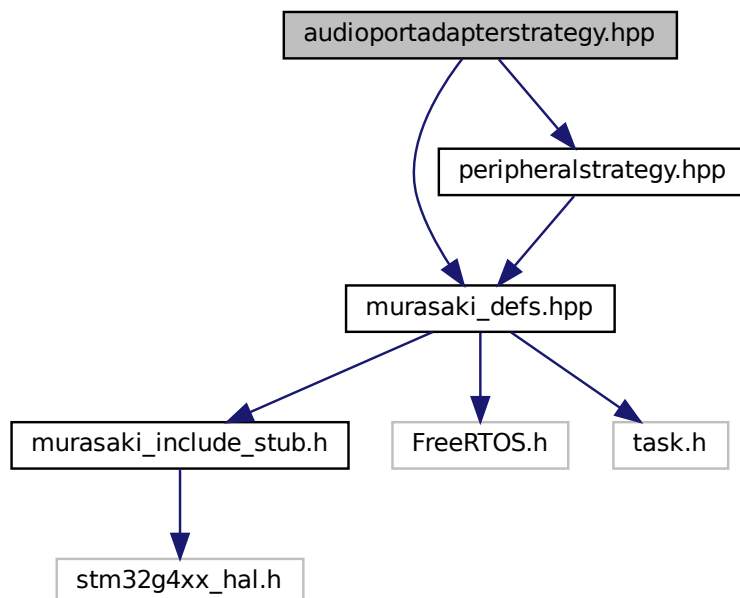 audioportadapterstrategy.hpp
peripheralstrategy.hpp
murasaki_defs.hpp
murasaki_include_stub.h
FreeRTOS.h
task.h
stm32g4xx_hal.h